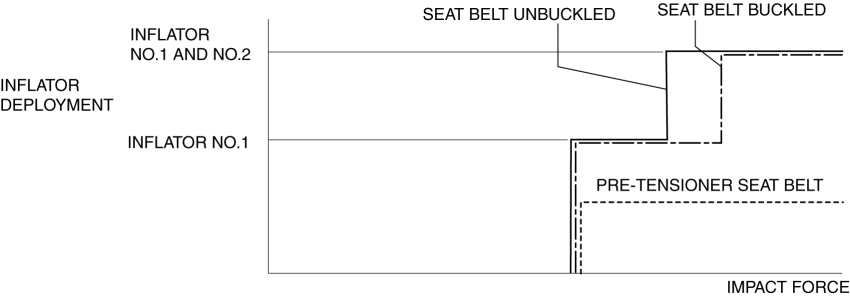 SEAT BELT UNBUCKLED
SEAT BELT BUCKLED
INFLATOR
NO.1 AND NO.2
INFLATOR
DEPLOYMENT
INFLATOR NO.1
PRE-TENSIONER SEAT BELT
IMPACT FORCE